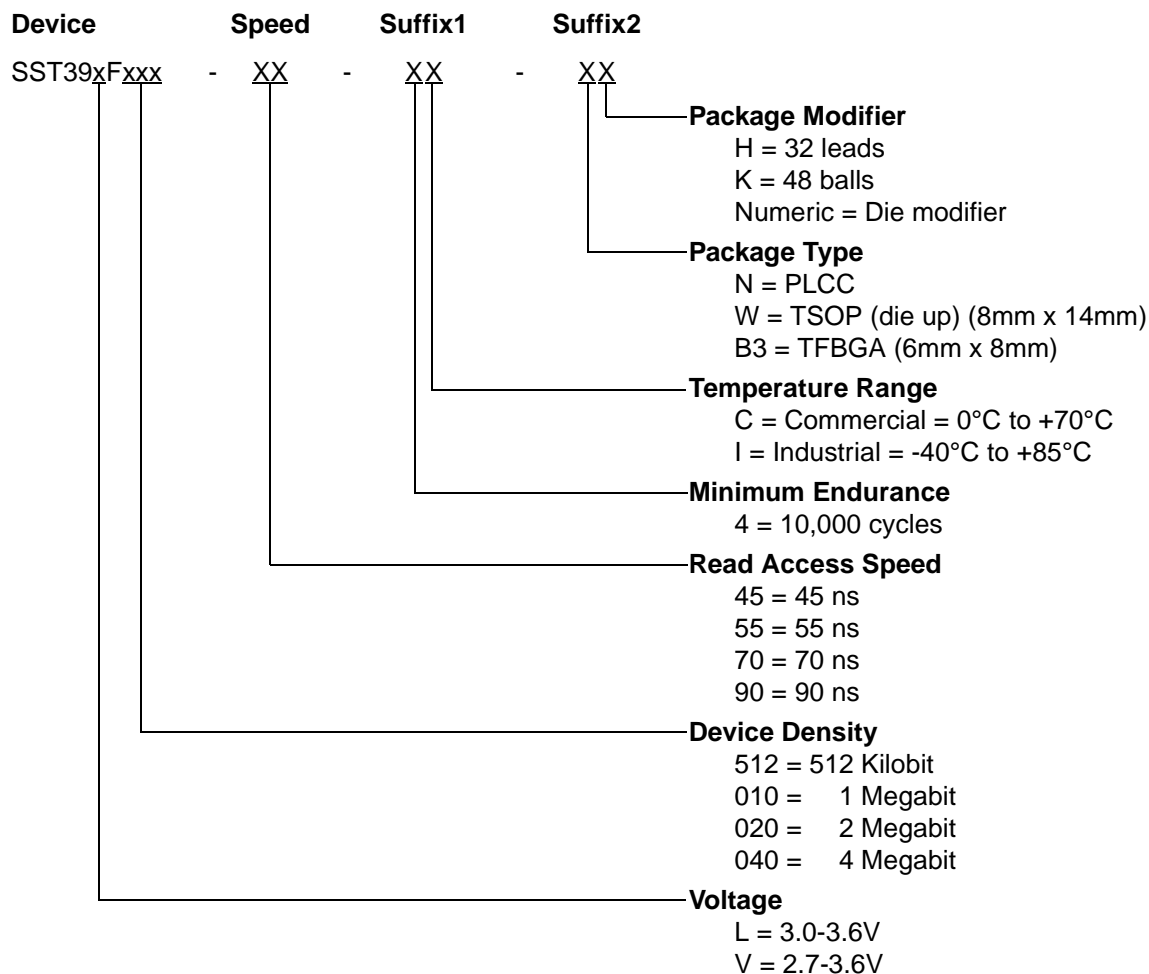 Device Speed Suffix1 Suffix2
SST39xFxxx - XX - XX - XX
Package Modifier
H = 32 leads
K = 48 balls
Numeric = Die modifier
Package Type
N = PLCC
W = TSOP (die up) (8mm x 14mm)
B3 = TFBGA (6mm x 8mm)
Temperature Range
C = Commercial = 0°C to +70°C
I = Industrial = -40°C to +85°C
Minimum Endurance
4 = 10,000 cycles
Read Access Speed
45 = 45 ns
55 = 55 ns
70 = 70 ns
90 = 90 ns
Device Density
512 = 512 Kilobit
010 = 1 Megabit
020 = 2 Megabit
040 = 4 Megabit
Voltage
L = 3.0-3.6V
V = 2.7-3.6V